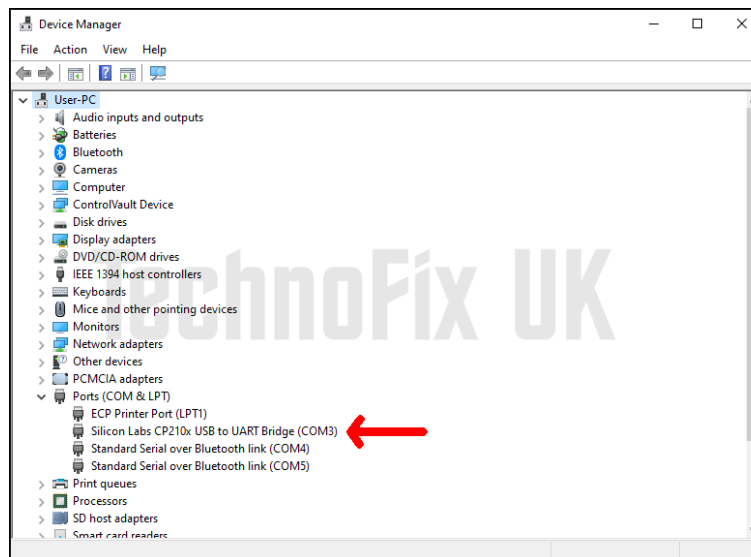 Device Manager
File Action View Help
User-PC
Audio inputs and outputs
Batteries
Bluetooth
Cameras
Computer
ControlVault Device
Disk drives
Display adapters
DVD/CD-ROM drives
IEEE 1394 host controllers
Keyboards
Mice and other pointing devices
Monitors
Network adapters
Other devices
PCMCIA adapters
Ports (COM & LPT)
ECP Printer Port (LPT1)
Silicon Labs CP210x USB to UART Bridge (COM3)
Standard Serial over Bluetooth link (COM4)
Standard Serial over Bluetooth link (COM5)
Print queues
Processors
SD host adapters
Smart card readers
TechnoFix UK